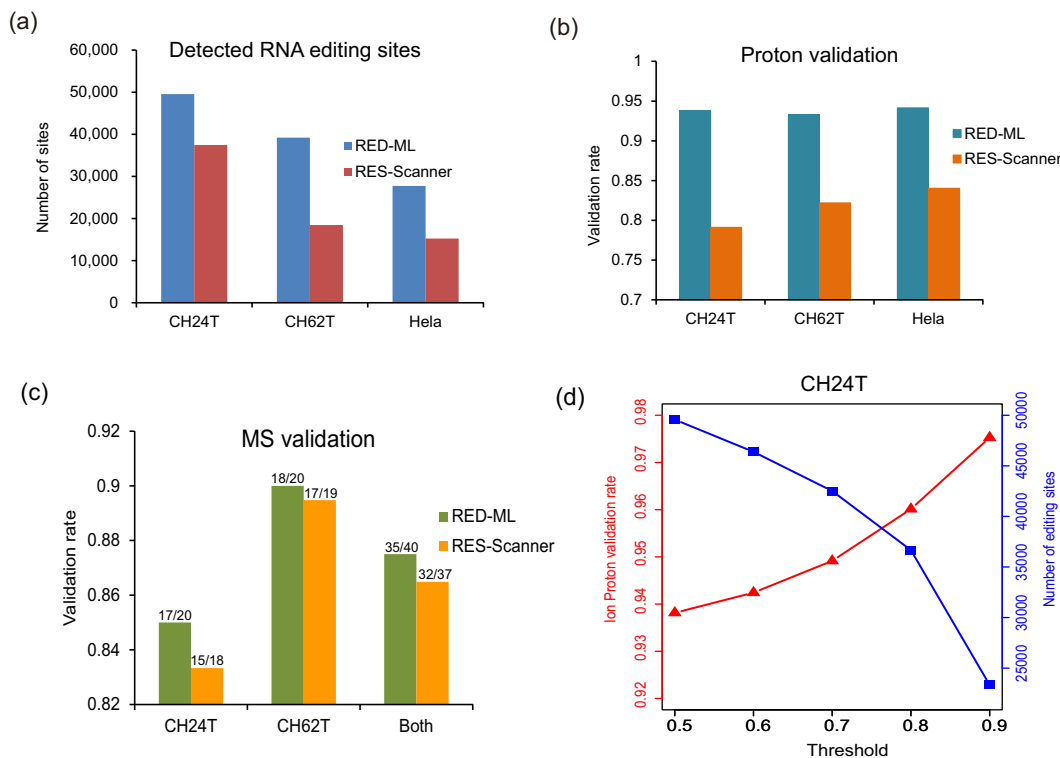 (a)
Detected RNA editing sites
Number of sites
60,000
50,000
40,000
30,000
20,000
10,000
0
CH24T
CH62T
Hela
RED-ML
RES-Scanner
(b)
Proton validation
Validation rate
1
0.95
0.9
0.85
0.8
0.75
0.7
CH24T
CH62T
Hela
RED-ML
RES-Scanner
(c)
MS validation
Validation rate
0.92
0.9
0.88
0.86
0.84
0.82
17/20
15/18
18/20
17/19
35/40
32/37
CH24T
CH62T
Both
RED-ML
RES-Scanner
(d)
CH24T
Ion Proton validation rate
0.98
0.97
0.96
0.95
0.94
0.93
0.92
50000
45000
40000
35000
30000
25000
Number of editing sites
0.5
0.6
0.7
0.8
0.9
Threshold